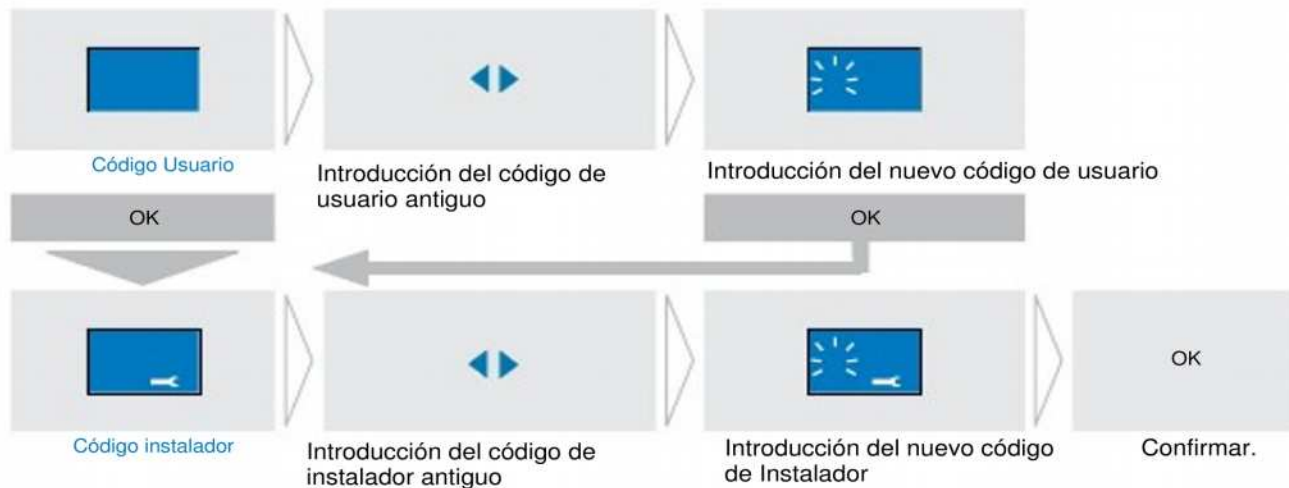 Código Usuario
Introducción del código de
usuario antiguo
Introducción del nuevo código de usuario
OK
OK
Código instalador
Introducción del código de
instalador antiguo
Introducción del nuevo código
de Instalador
OK
Confirmar.